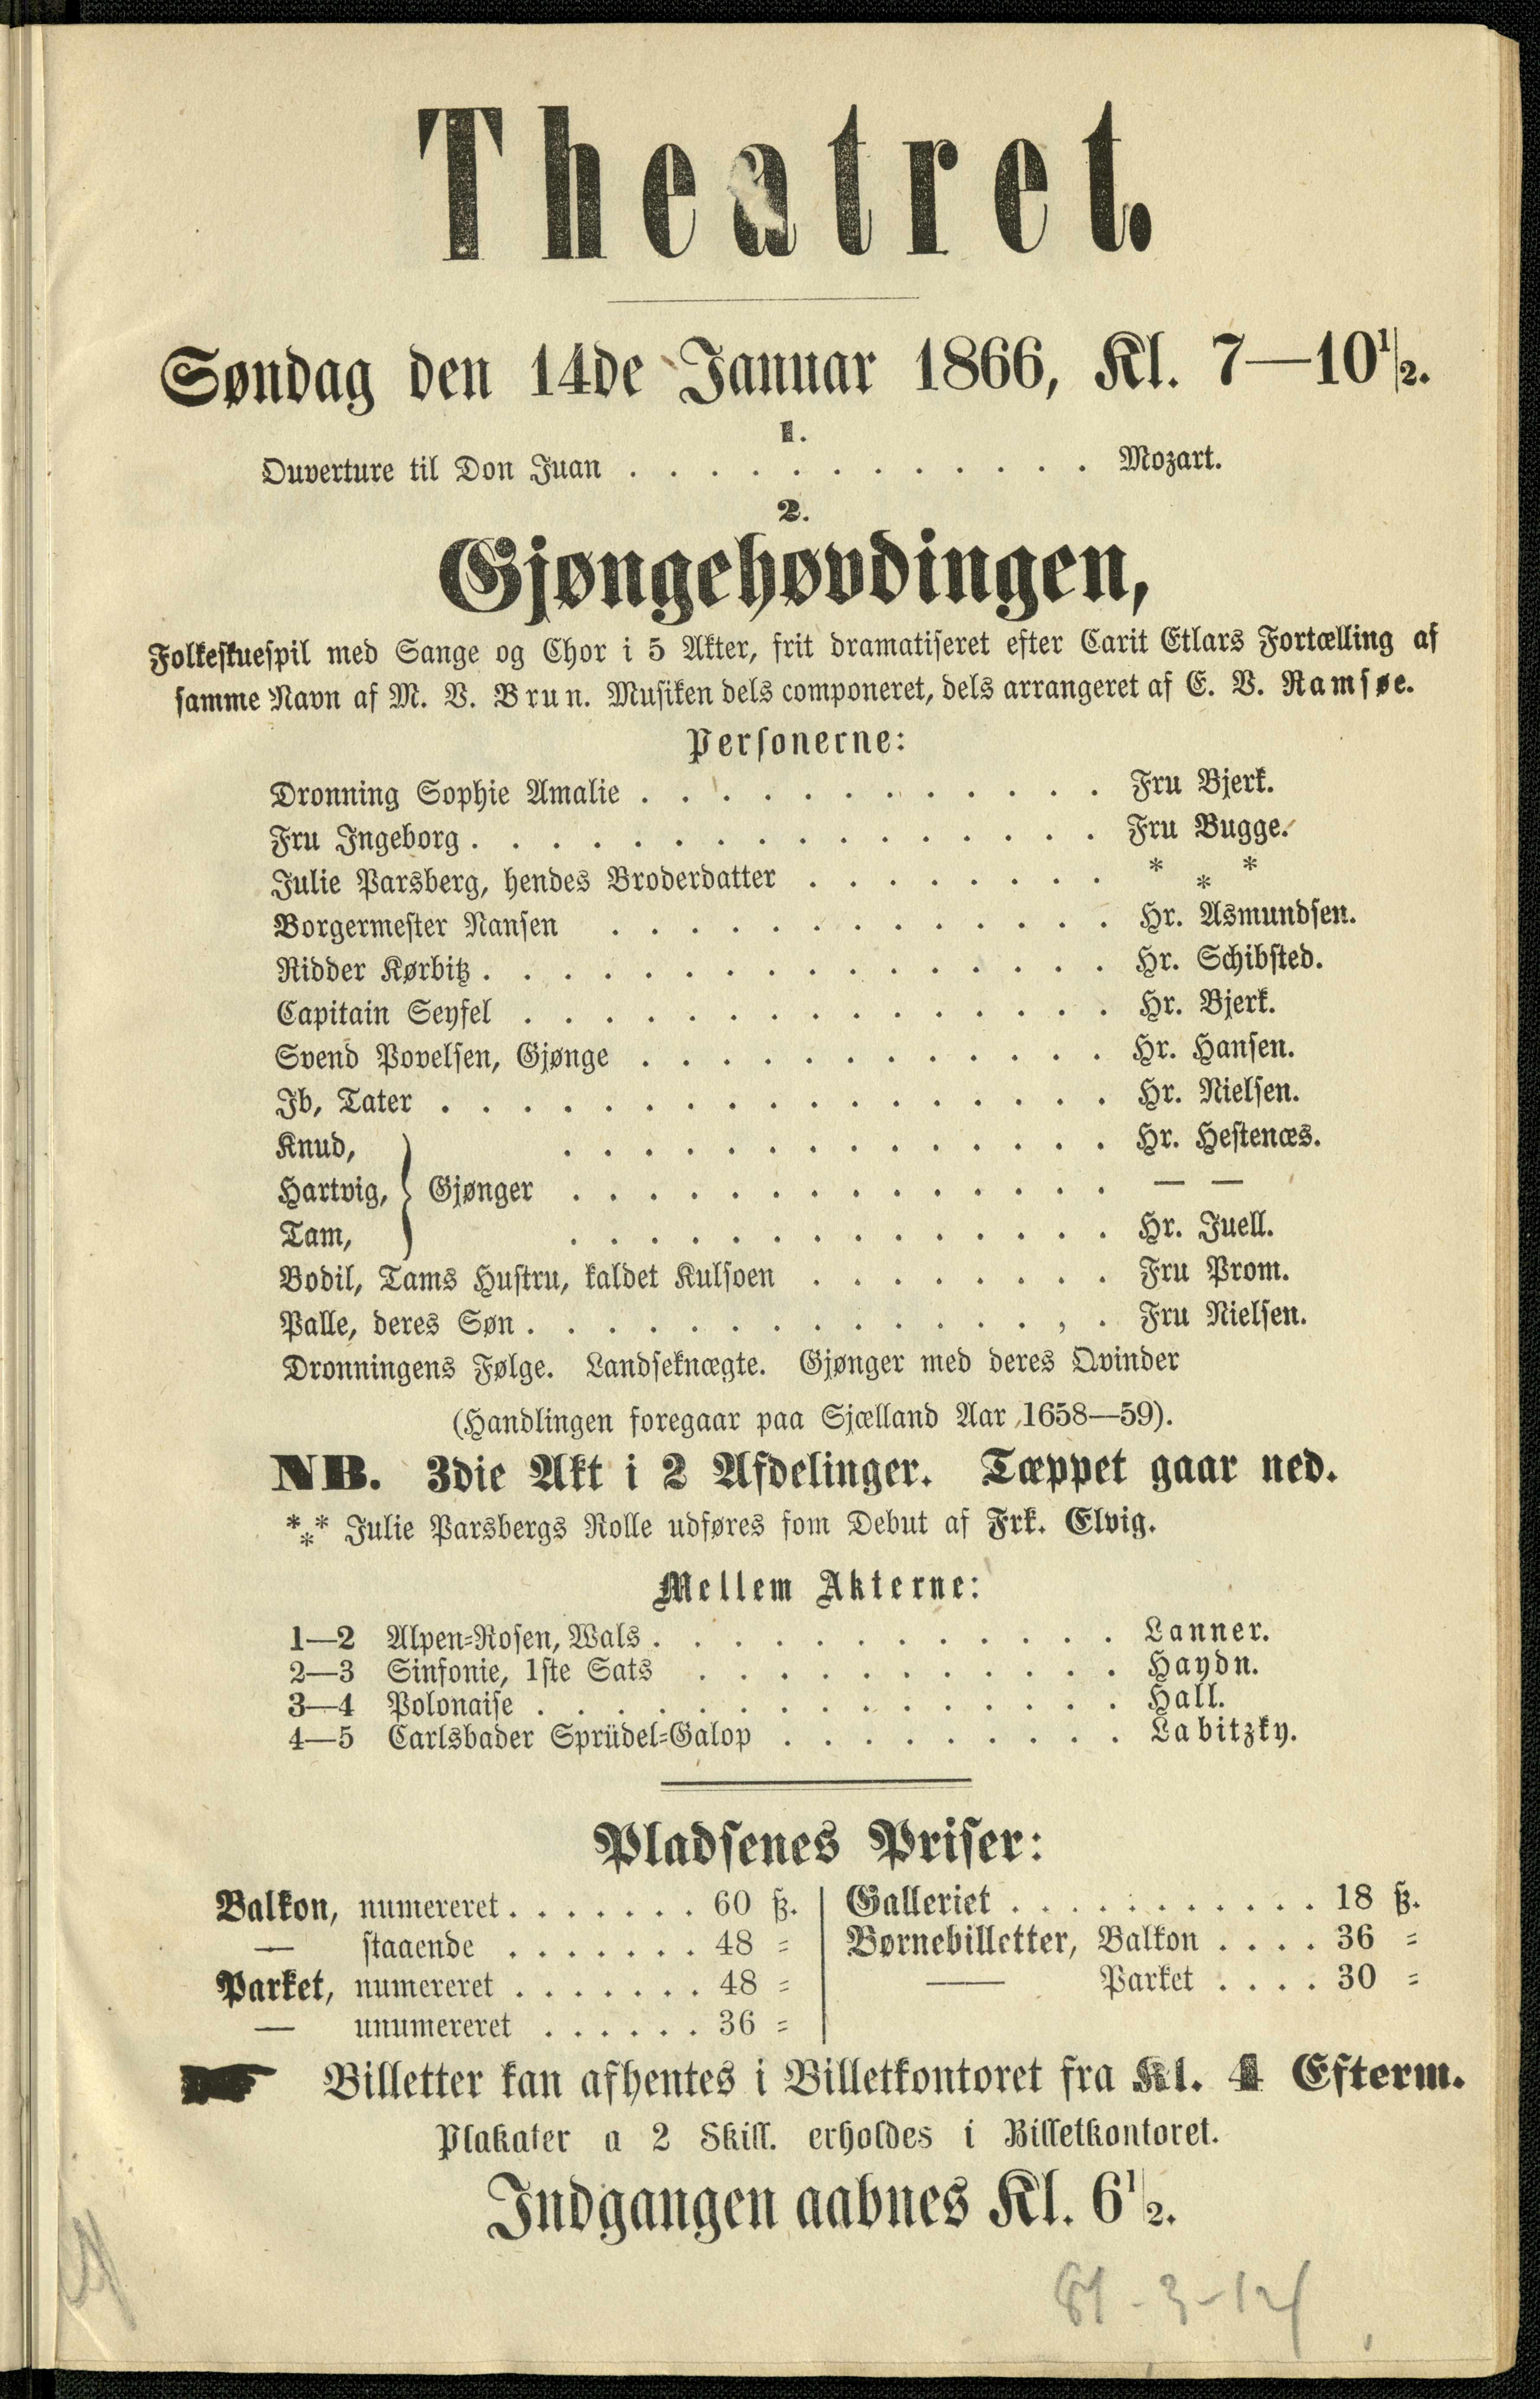 Theatret.
Søndag den 14de Januar 1866, Kl. 7—10 1/2.
1.
Ouverture til Don Juan . . . . . . . . . . . . Mozart.
2.
Gjøngehøvdingen,
Folkeskuespil med Sange og Chor i 5 Akter, frit dramatiseret efter Carit Etlars Fortælling af
samme Navn af M. V. Brun. Musiken dels componeret, dels arrangeret af E. V. Ramsøe.
Personerne:
Dronning Sophie Amalie . . . . . . . . . . . . Fru Bjerk.
Fru Ingeborg . . . . . . . . . . . . . . . . Fru Bugge.
Julie Parsberg, hendes Broderdatter . . . . . . . . * * *
Borgermester Nansen . . . . . . . . . . . . . Hr. Asmundsen.
Ridder Kørbitz . . . . . . . . . . . . . . . . Hr. Schibsted.
Capitain Seyfel . . . . . . . . . . . . . . . Hr. Bjerk.
Svend Povelsen, Gjønge . . . . . . . . . . . . Hr. Hansen.
Ib, Tater . . . . . . . . . . . . . . . . . Hr. Nielsen.
Knud, . . . . . . . . . . . . . . Hr. Hestenæs.
Hartvig, } Gjønger . . . . . . . . . . . . . . — —
Tam, . . . . . . . . . . . . . . Hr. Juell.
Bodil, Tams Hustru, kaldet Kulsoen . . . . . . . . Fru Prom.
Palle, deres Søn . . . . . . . . . . . . . , . Fru Nielsen.
Dronningens Følge. Landseknægte. Gjønger med deres Qvinder
(Handlingen foregaar paa Sjælland Aar 1658—59).
NB. 3die Akt i 2 Afdelinger. Tæppet gaar ned.
*** Julie Parsbergs Rolle udføres som Debut af Frk. Elvig.
Mellem Akterne:
1—2 Alpen=Rosen, Wals . . . . . . . . . . . . Lanner.
2—3 Sinfonie, 1ste Sats . . . . . . . . . . . Haydn.
3—4 Polonaise . . . . . . . . . . . . . . . Hall.
4—5 Carlsbader Sprüdel=Galop . . . . . . . . . Labitzky.
Pladsenes Priser:
Balkon, numereret . . . . . . . 60 ß.
— staaende . . . . . . . 48 =
Parket, numereret . . . . . . . 48 =
— unumereret . . . . . . 36 =
Galleriet . . . . . . . . . . . 18 ß.
Børnebilletter, Balkon . . . . 36 =
— Parket . . . . 30 =
Billetter kan afhentes i Billetkontoret fra Kl. 4 Efterm.
Plakater a 2 Skill. erholdes i Billetkontoret.
Indgangen aabnes Kl. 6 1/2.